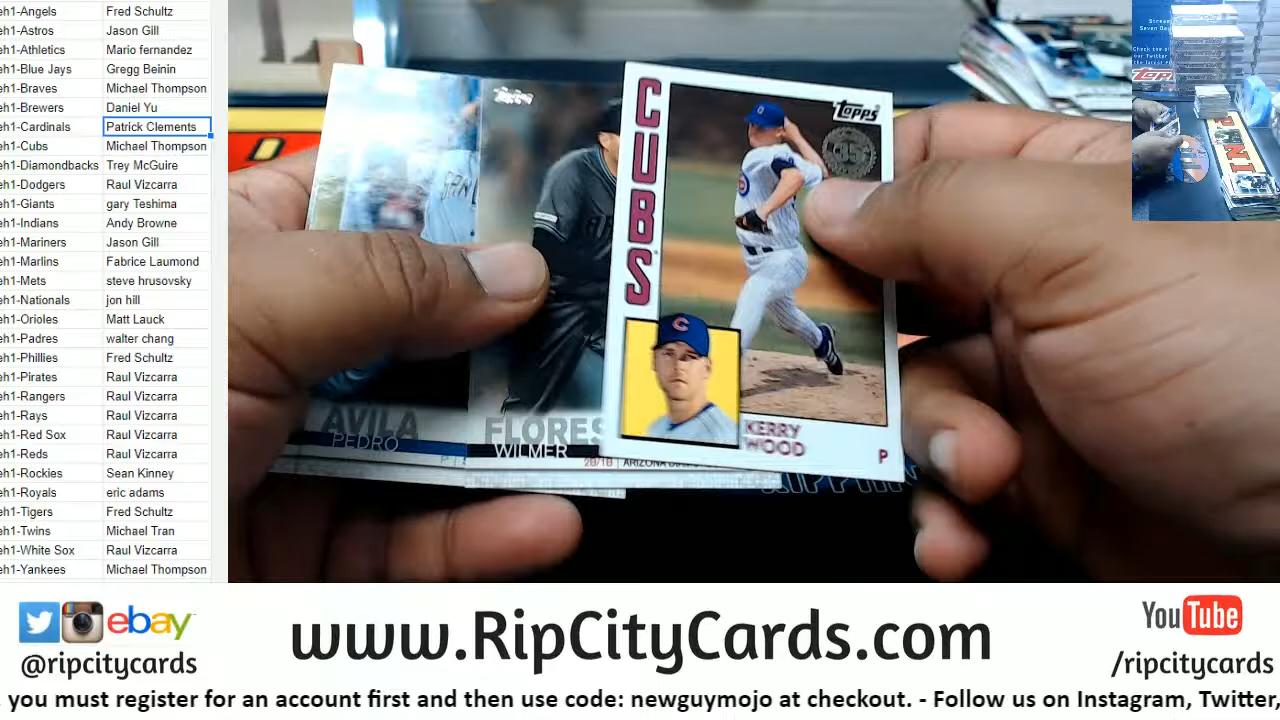 eh1-Angels Fred Schultz
eh1-Astros Jason Gill
eh1-Athletics Mario fernandez
eh1-Blue Jays Gregg Beinin
eh1-Braves Michael Thompson
eh1-Brewers Daniel Yu
eh1-Cardinals Patrick Clements
eh1-Cubs Michael Thompson
eh1-Diamondbacks Trey McGuire
eh1-Dodgers Raul Vizcarra
eh1-Giants gary Teshima
eh1-Indians Andy Browne
eh1-Mariners Jason Gill
eh1-Marlins Fabrice Laumond
eh1-Mets steve hrusovsky
eh1-Nationals jon hill
eh1-Orioles Matt Lauck
eh1-Padres walter chang
eh1-Phillies Fred Schultz
eh1-Pirates Raul Vizcarra
eh1-Rangers Raul Vizcarra
eh1-Rays Raul Vizcarra
eh1-Red Sox Raul Vizcarra
eh1-Reds Raul Vizcarra
eh1-Rockies Sean Kinney
eh1-Royals eric adams
eh1-Tigers Fred Schultz
eh1-Twins Michael Tran
eh1-White Sox Raul Vizcarra
eh1-Yankees Michael Thompson
Topps
Topps
35
CUBS
C
KERRY
WOOD
P
AVILA
PEDRO
FLORES
WILMER
ebay
@ripcitycards
www.RipCityCards.com
YouTube
/ripcitycards
, you must register for an account first and then use code: newguymojo at checkout. - Follow us on Instagram, Twitter,